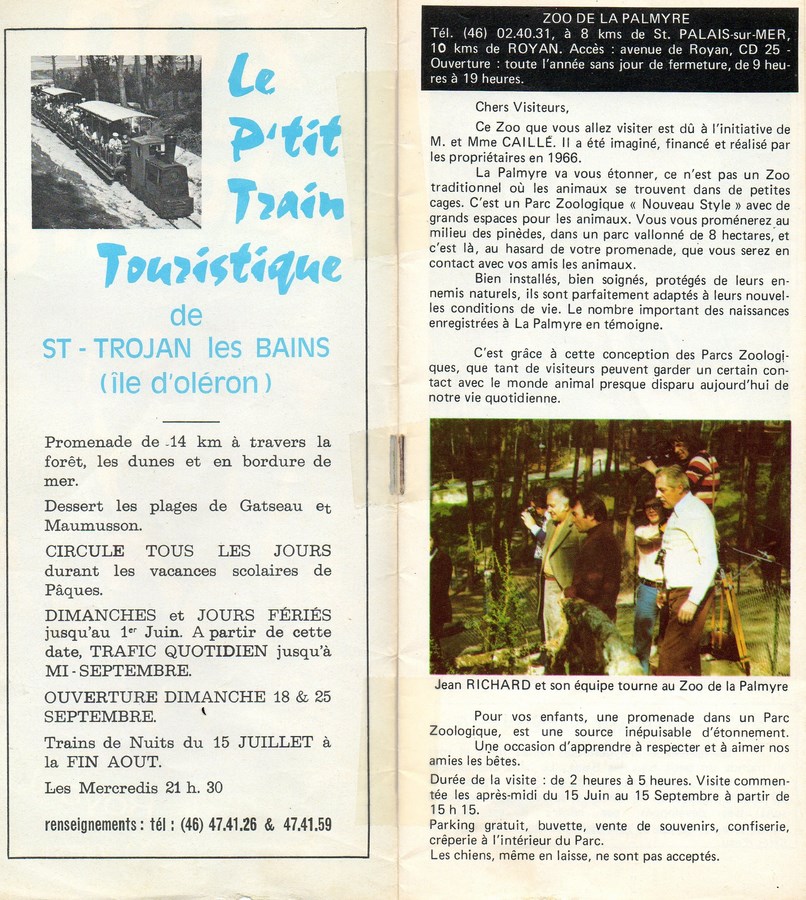 Le
P'tit
Train
Touristique
de
ST - TROJAN les BAINS
(île d'oléron)
Promenade de 14 km à travers la
forêt, les dunes et en bordure de
mer.
Dessert les plages de Gatseau et
Maumusson.
CIRCULE TOUS LES JOURS
durant les vacances scolaires de
Pâques.
DIMANCHES et JOURS FÉRIÉS
jusqu'au 1er Juin. A partir de cette
date, TRAFIC QUOTIDIEN jusqu'à
MI - SEPTEMBRE.
OUVERTURE DIMANCHE 18 & 25
SEPTEMBRE.
Trains de Nuits du 15 JUILLET à
la FIN AOUT.
Les Mercredis 21 h. 30
renseignements : tél : (46) 47.41.26 & 47.41.59
ZOO DE LA PALMYRE
Tél. (46) 02.40.31, à 8 kms de St. PALAIS-sur-MER,
10 kms de ROYAN. Accès : avenue de Royan, CD 25 -
Ouverture : toute l'année sans jour de fermeture, de 9 heu-
res à 19 heures.
Chers Visiteurs,
Ce Zoo que vous allez visiter est dû à l'initiative de
M. et Mme CAILLÉ. Il a été imaginé, financé et réalisé par
les propriétaires en 1966.
La Palmyre va vous étonner, ce n'est pas un Zoo
traditionnel où les animaux se trouvent dans de petites
cages. C'est un Parc Zoologique « Nouveau Style » avec de
grands espaces pour les animaux. Vous vous promènerez au
milieu des pinèdes, dans un parc vallonné de 8 hectares, et
c'est là, au hasard de votre promenade, que vous serez en
contact avec vos amis les animaux.
Bien installés, bien soignés, protégés de leurs en-
nemis naturels, ils sont parfaitement adaptés à leurs nouvel-
les conditions de vie. Le nombre important des naissances
enregistrées à La Palmyre en témoigne.
C'est grâce à cette conception des Parcs Zoologi-
ques, que tant de visiteurs peuvent garder un certain con-
tact avec le monde animal presque disparu aujourd'hui de
notre vie quotidienne.
Jean RICHARD et son équipe tourne au Zoo de la Palmyre
Pour vos enfants, une promenade dans un Parc
Zoologique, est une source inépuisable d'étonnement.
Une occasion d'apprendre à respecter et à aimer nos
amies les bêtes.
Durée de la visite : de 2 heures à 5 heures. Visite commen-
tée les après-midi du 15 Juin au 15 Septembre à partir de
15 h 15.
Parking gratuit, buvette, vente de souvenirs, confiserie,
crêperie à l'intérieur du Parc.
Les chiens, même en laisse, ne sont pas acceptés.